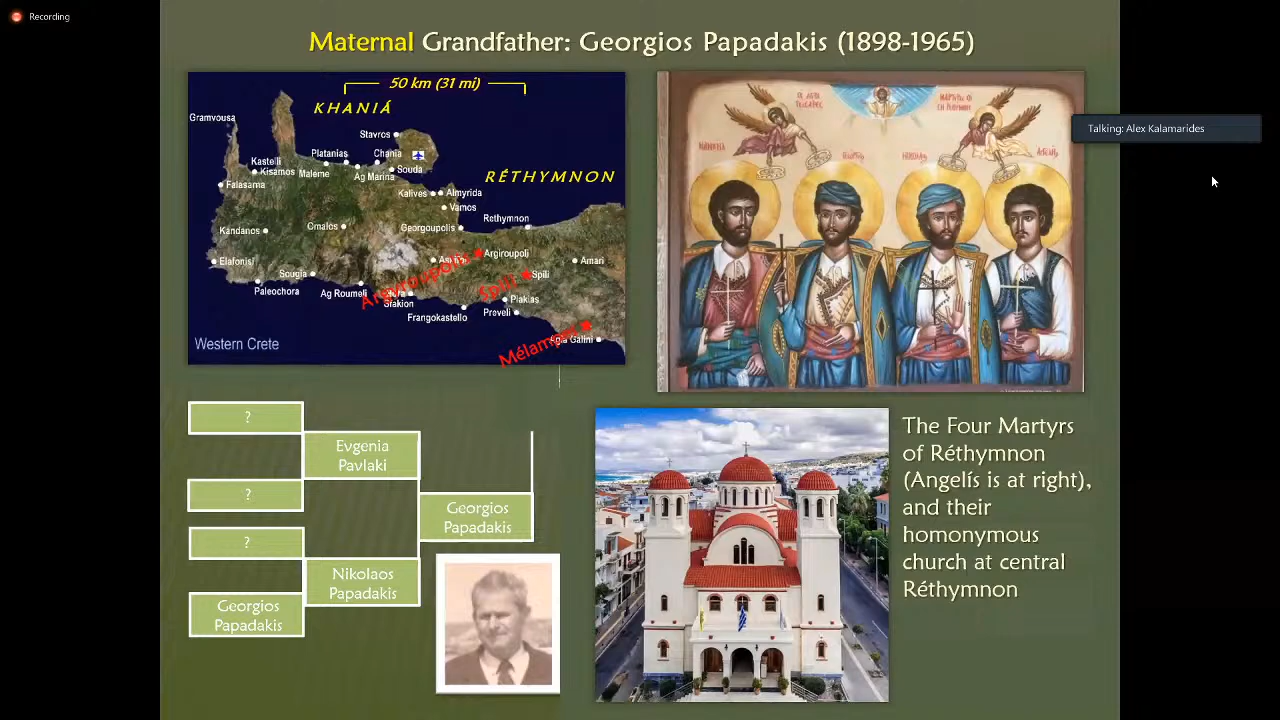 Recording
Maternal Grandfather: Georgios Papadakis (1898-1965)
Talking: Alex Kalamarides
50 km (31 mi)
KHANIÁ
RÉTHYMNON
Gramvousa
Stavros
Platanias
Chania
Kastelli
Kisamos
Maleme
Ag Marina
Souda
Falasarna
Kalives
Almyrida
Vamos
Rethymnon
Kandanos
Omalos
Georgoupolis
Argiroupoli
Elafonisi
Amari
Sougia
Spili
Argiroupolis
Spili
Paleochora
Ag Roumeli
Sfakion
Plakias
Frangokastello
Preveli
Mélampes
Galini
Western Crete
?
Evgenia
Pavlaki
?
Georgios
Papadakis
?
Nikolaos
Papadakis
Georgios
Papadakis
The Four Martyrs
of Réthymnon
(Angelís is at right),
and their
homonymous
church at central
Réthymnon